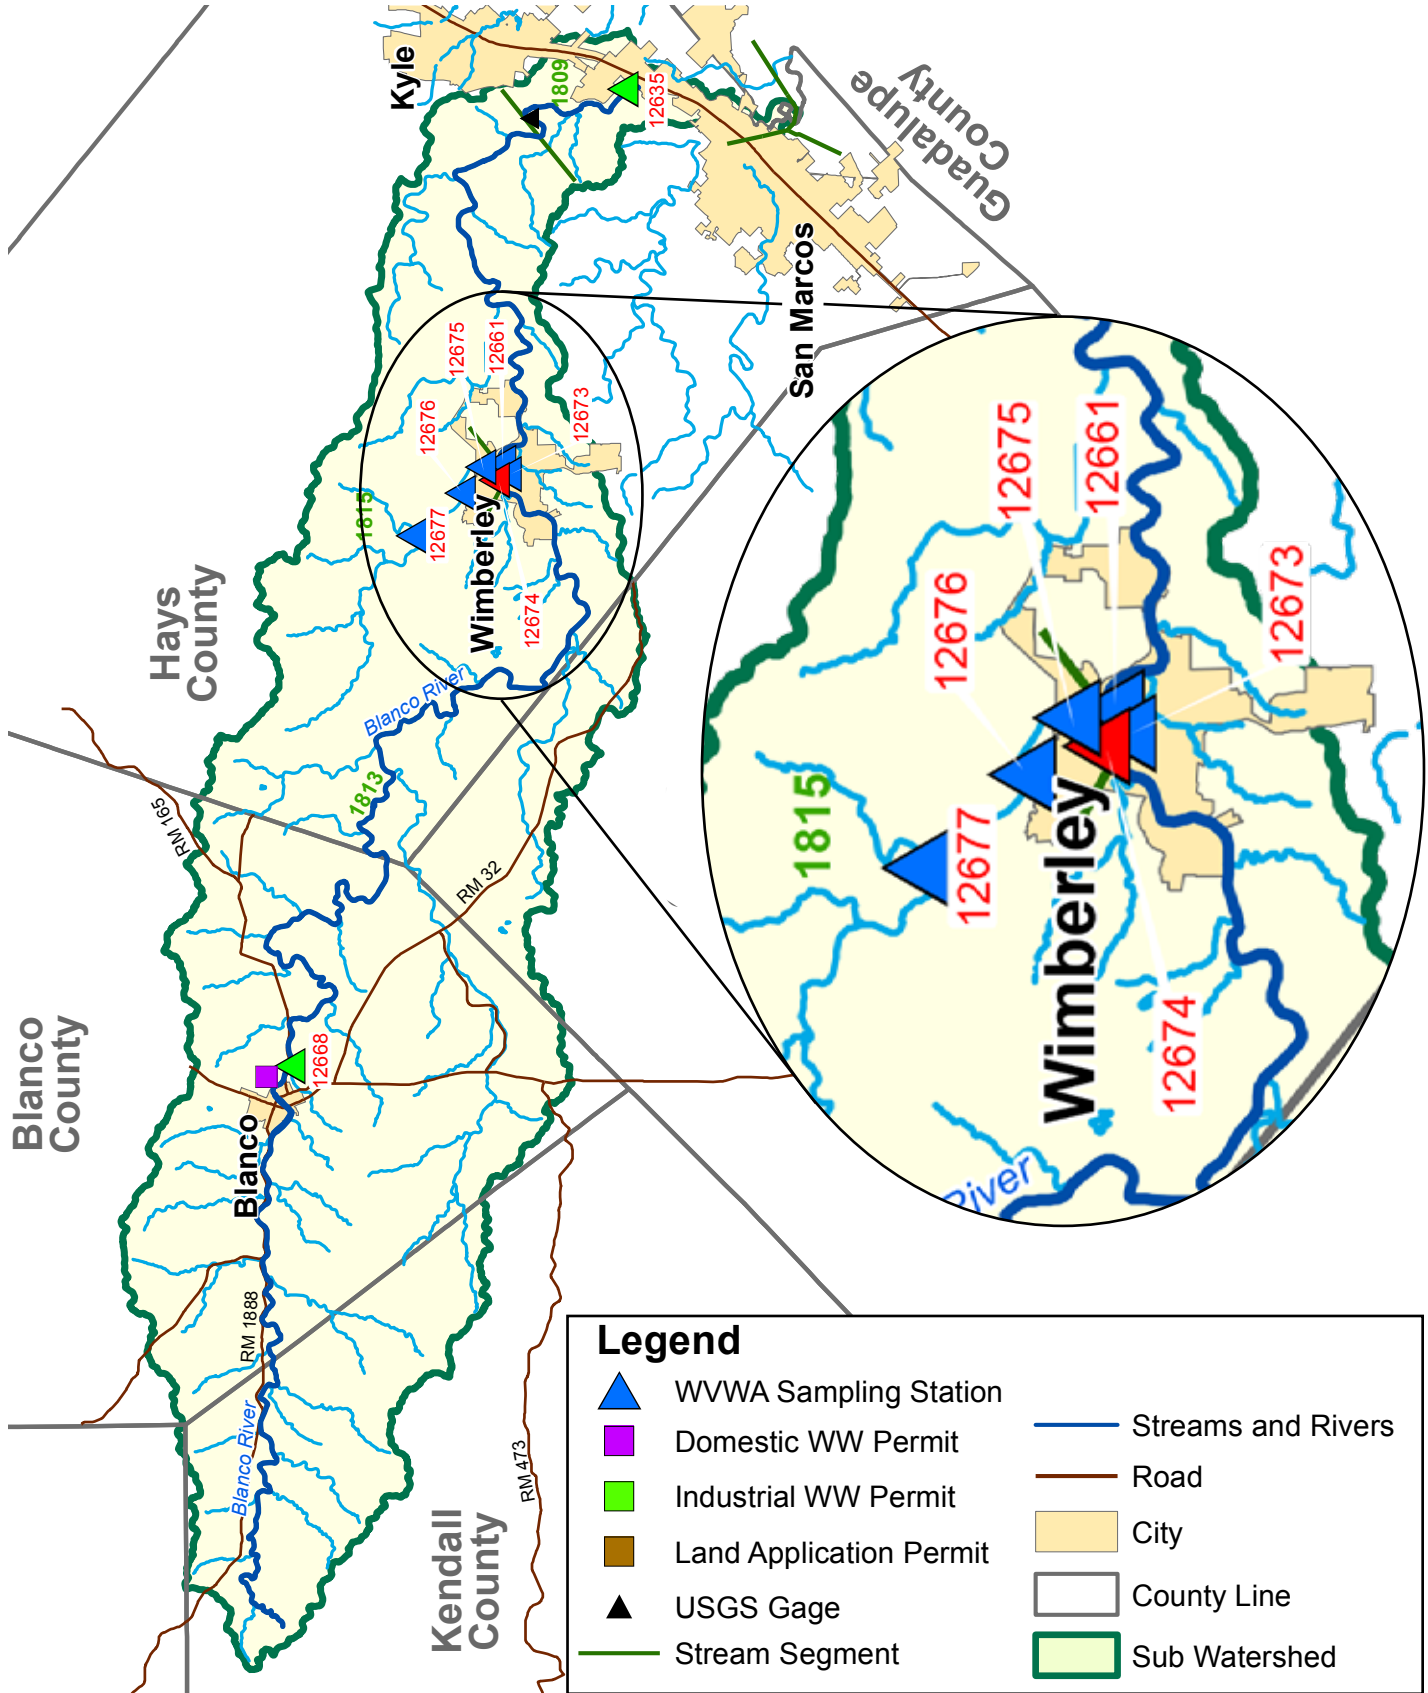 Kyle
1809
12635
Guadalupe
County
San Marcos
12675
12661
12676
12673
1815
12677
Wimberley
12674
Hays
County
Blanco River
1813
RM 165
RM 32
Blanco
County
12668
Blanco
RM 1888
Blanco River
RM 473
Kendall
County
12675
12661
12676
12673
1815
12677
Wimberley
12674
River
Legend
WVWA Sampling Station
Domestic WW Permit
Industrial WW Permit
Land Application Permit
USGS Gage
Stream Segment
Streams and Rivers
Road
City
County Line
Sub Watershed